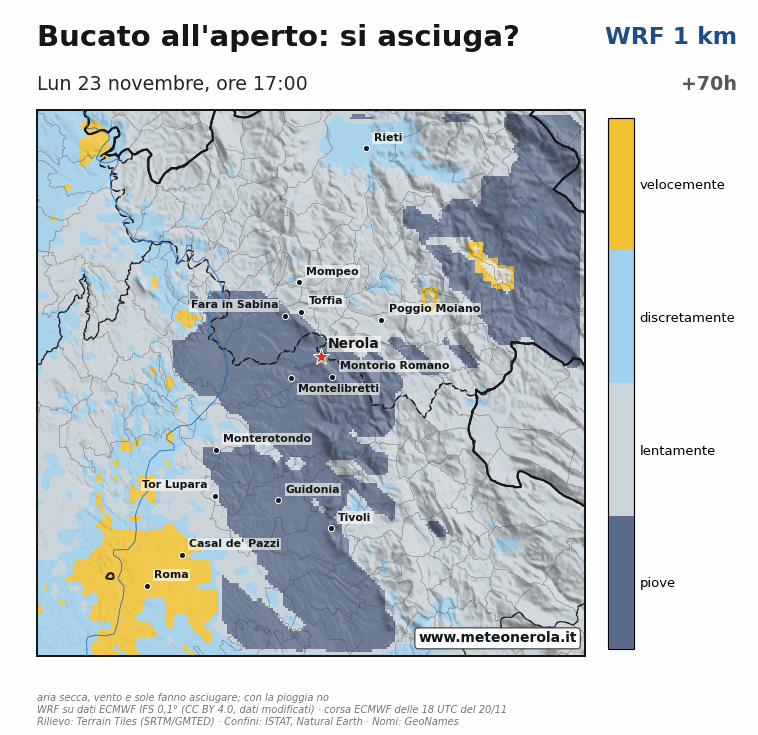 Bucato all'aperto: si asciuga?
WRF 1 km
Lun 23 novembre, ore 17:00
+70h
Rieti
Mompeo
Toffia
Fara in Sabina
Poggio Moiano
Nerola
Montorio Romano
Montelibretti
Monterotondo
Tor Lupara
Guidonia
Tivoli
Casal de' Pazzi
Roma
www.meteonerola.it
velocemente
discretamente
lentamente
piove
aria secca, vento e sole fanno asciugare; con la pioggia no
WRF su dati ECMWF IFS 0,1° (CC BY 4.0, dati modificati) · corsa ECMWF delle 18 UTC del 20/11
Rilievo: Terrain Tiles (SRTM/GMTED) · Confini: ISTAT, Natural Earth · Nomi: GeoNames